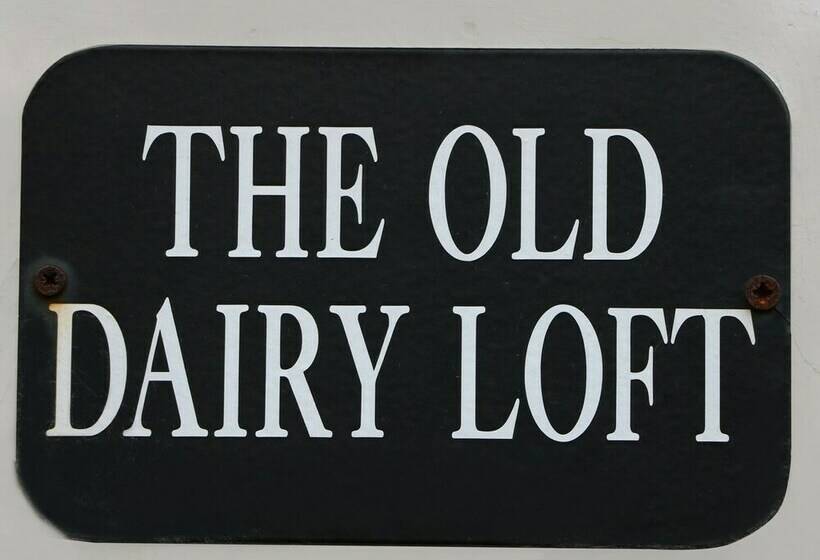 THE OLD
DAIRY LOFT